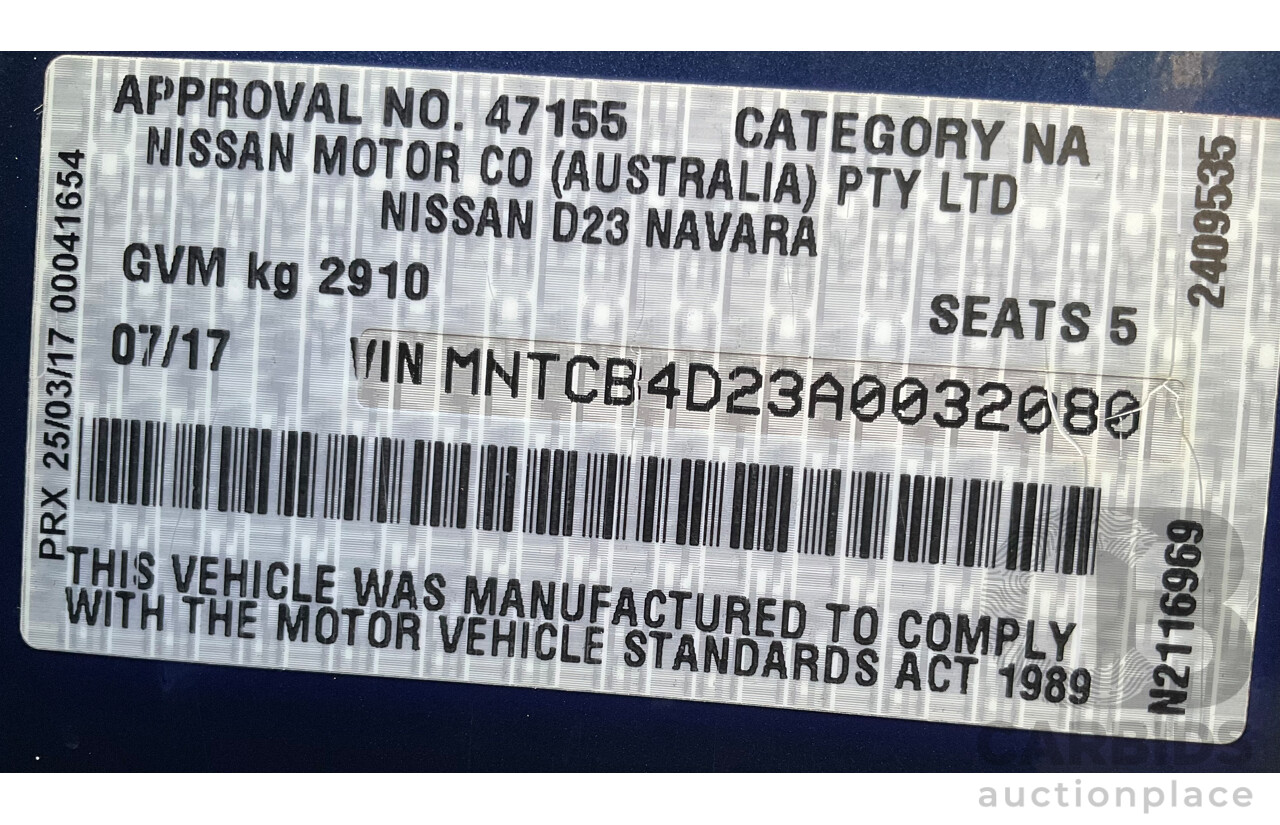 APPROVAL NO. 47155 CATEGORY NA
NISSAN MOTOR CO (AUSTRALIA) PTY LTD
NISSAN D23 NAVARA
GVM kg 2910
SEATS 5
07/17 VIN MNTCB4D23A0032080
THIS VEHICLE WAS MANUFACTURED TO COMPLY
WITH THE MOTOR VEHICLE STANDARDS ACT 1989
PRX 25/03/17 00041654
2409535
N2116969
CARBIDS
auctionplace